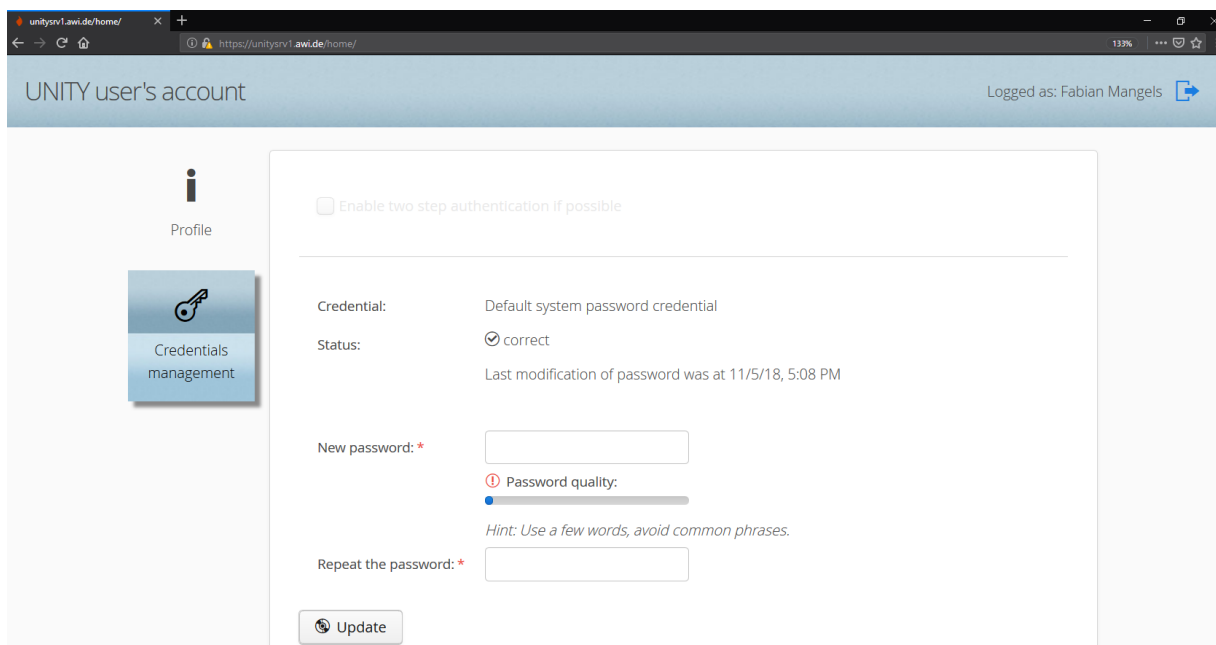 unitysrv1.awi.de/home/
https://unitysrv1.awi.de/home/
133%
UNITY user's account
Logged as: Fabian Mangels
Profile
Enable two step authentication if possible
Credentials
management
Credential:
Default system password credential
Status:
correct
Last modification of password was at 11/5/18, 5:08 PM
New password: *
Password quality:
Hint: Use a few words, avoid common phrases.
Repeat the password: *
Update